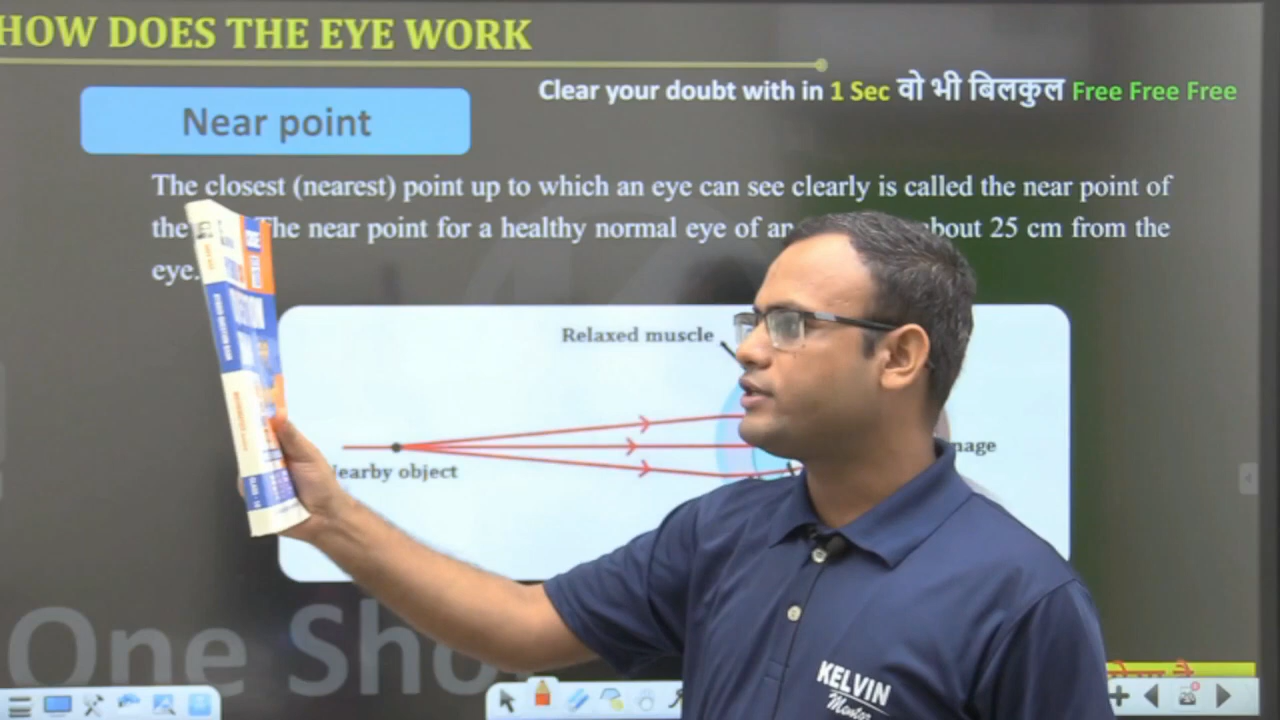 HOW DOES THE EYE WORK
Clear your doubt with in 1 Sec वो भी बिलकुल Free Free Free
Near point
The closest (nearest) point up to which an eye can see clearly is called the near point of
the The near point for a healthy normal eye of an about 25 cm from the
eye.
Relaxed muscle
Nearby object
One Sho
KELVIN
Mentor